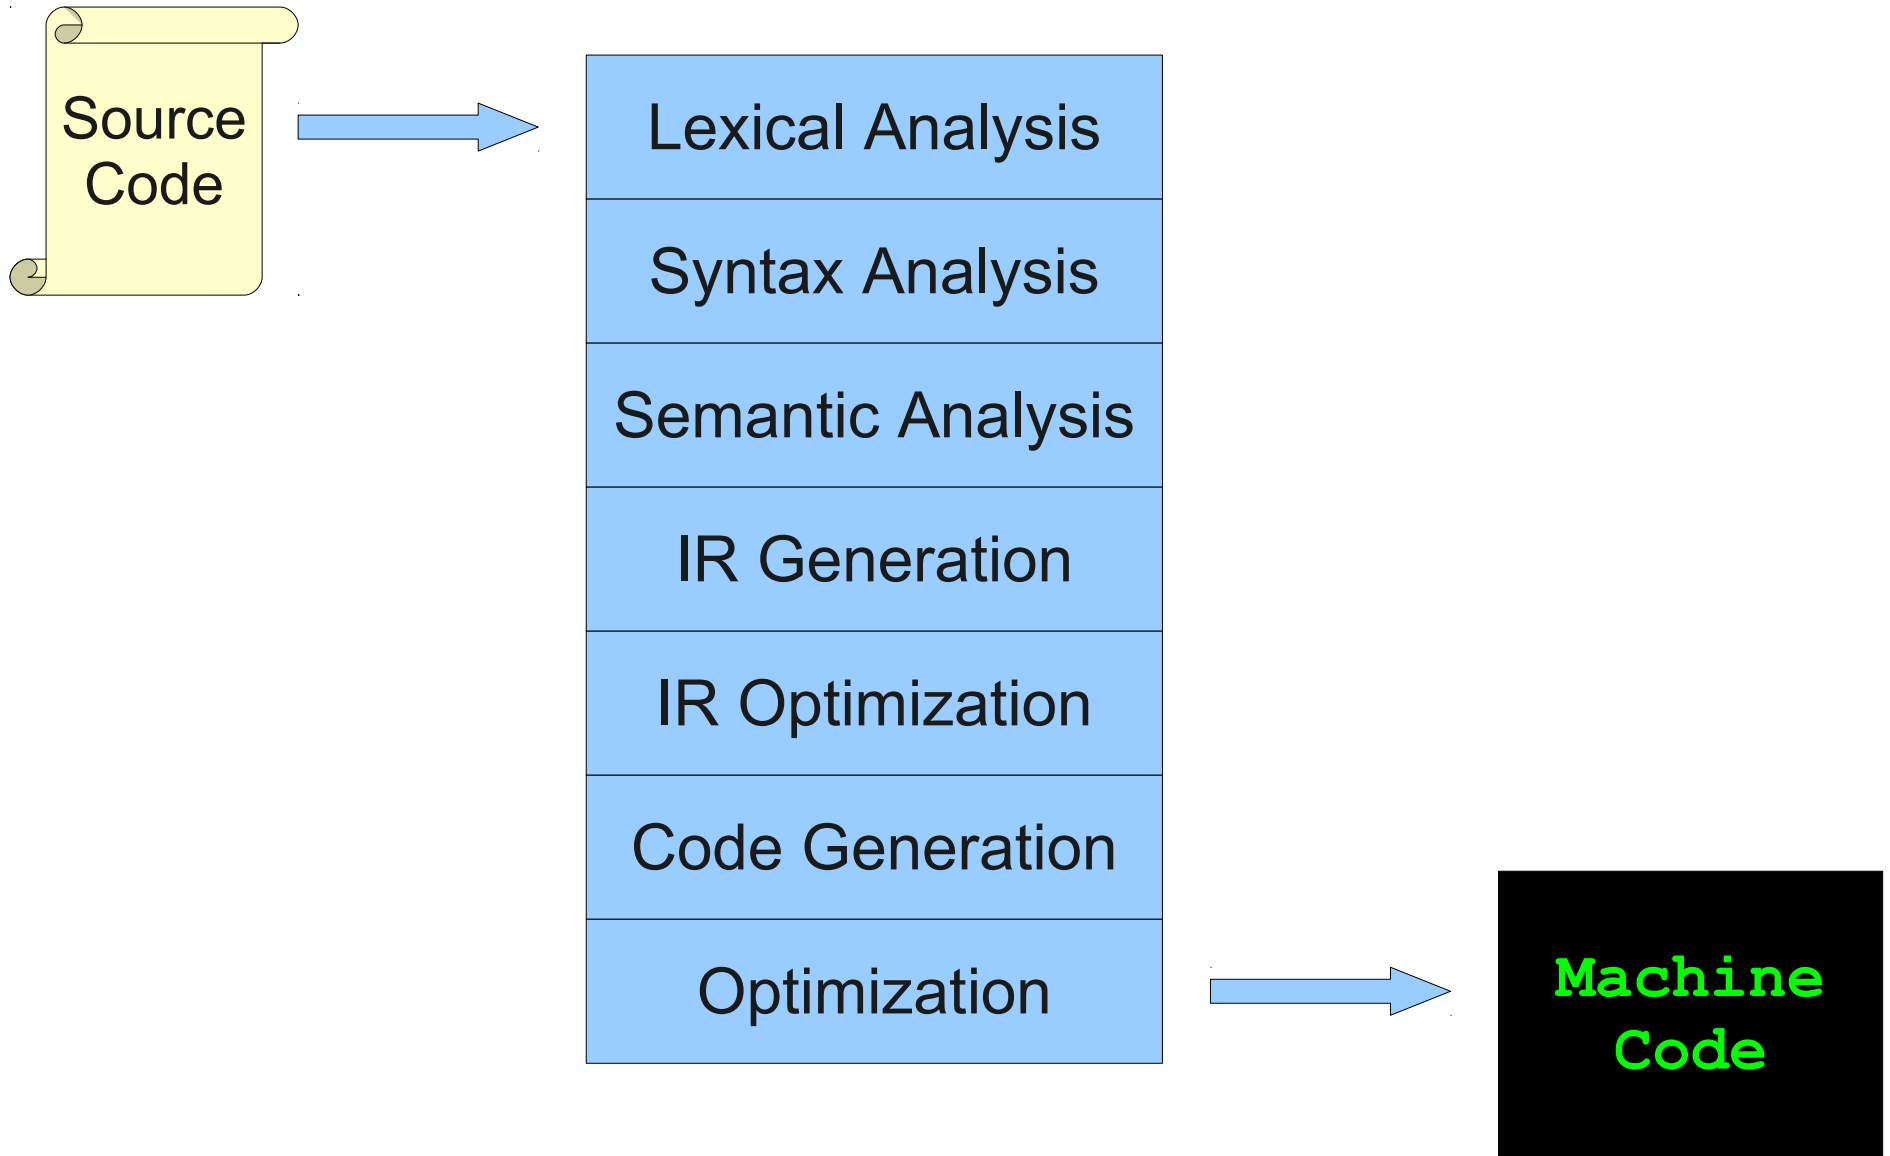 Source
Code
Lexical Analysis
Syntax Analysis
Semantic Analysis
IR Generation
IR Optimization
Code Generation
Optimization
Machine
Code